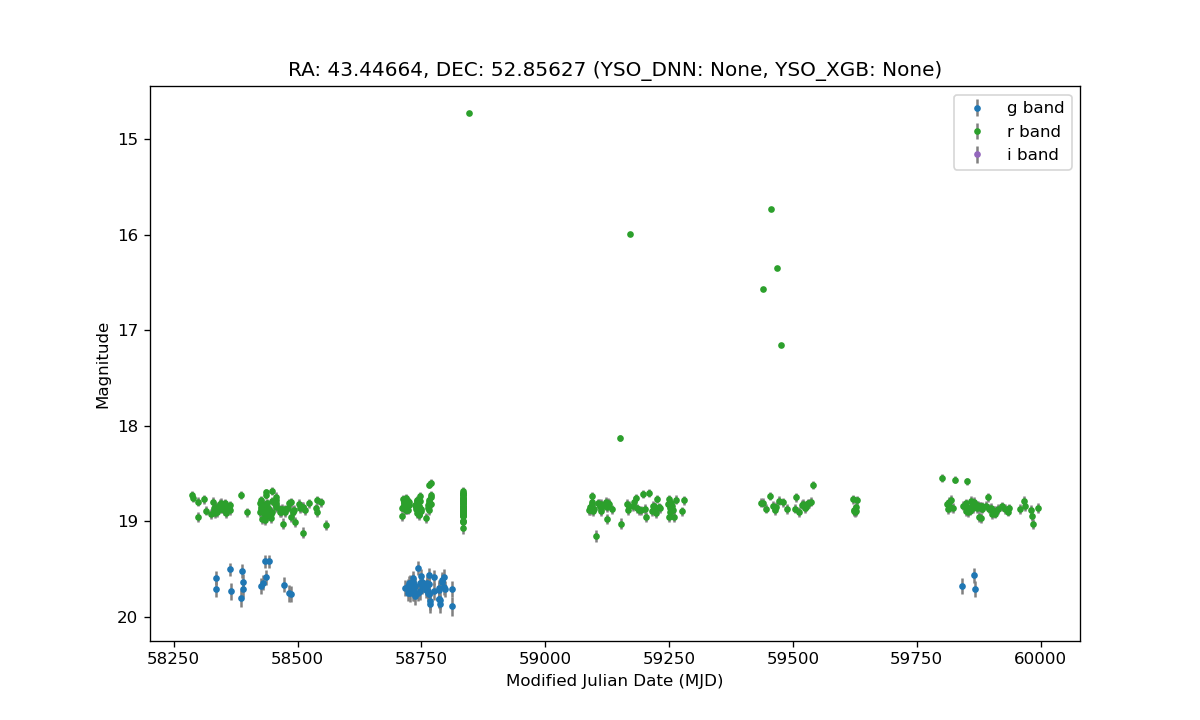 RA: 43.44664, DEC: 52.85627 (YSO_DNN: None, YSO_XGB: None)
g band
r band
i band
15
16
17
18
19
20
Magnitude
58250 58500 58750 59000 59250 59500 59750 60000
Modified Julian Date (MJD)